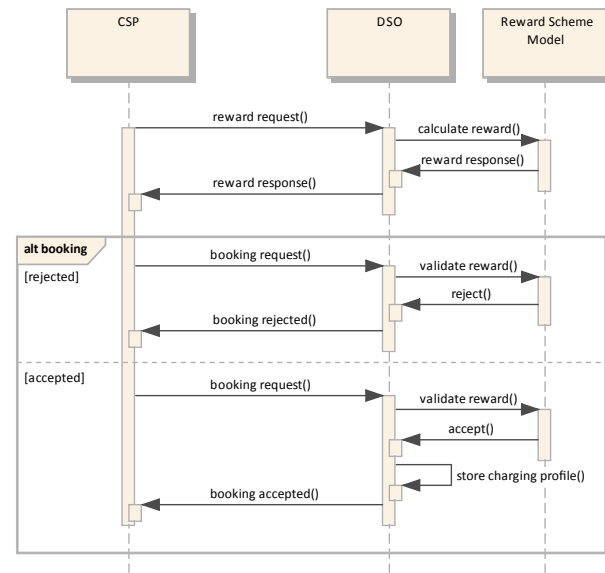 CSP
DSO
Reward Scheme
Model
reward request()
calculate reward()
reward response()
reward response()
alt booking
booking request()
[rejected]
validate reward()
reject()
booking rejected()
[accepted]
booking request()
validate reward()
accept()
store charging profile()
booking accepted()